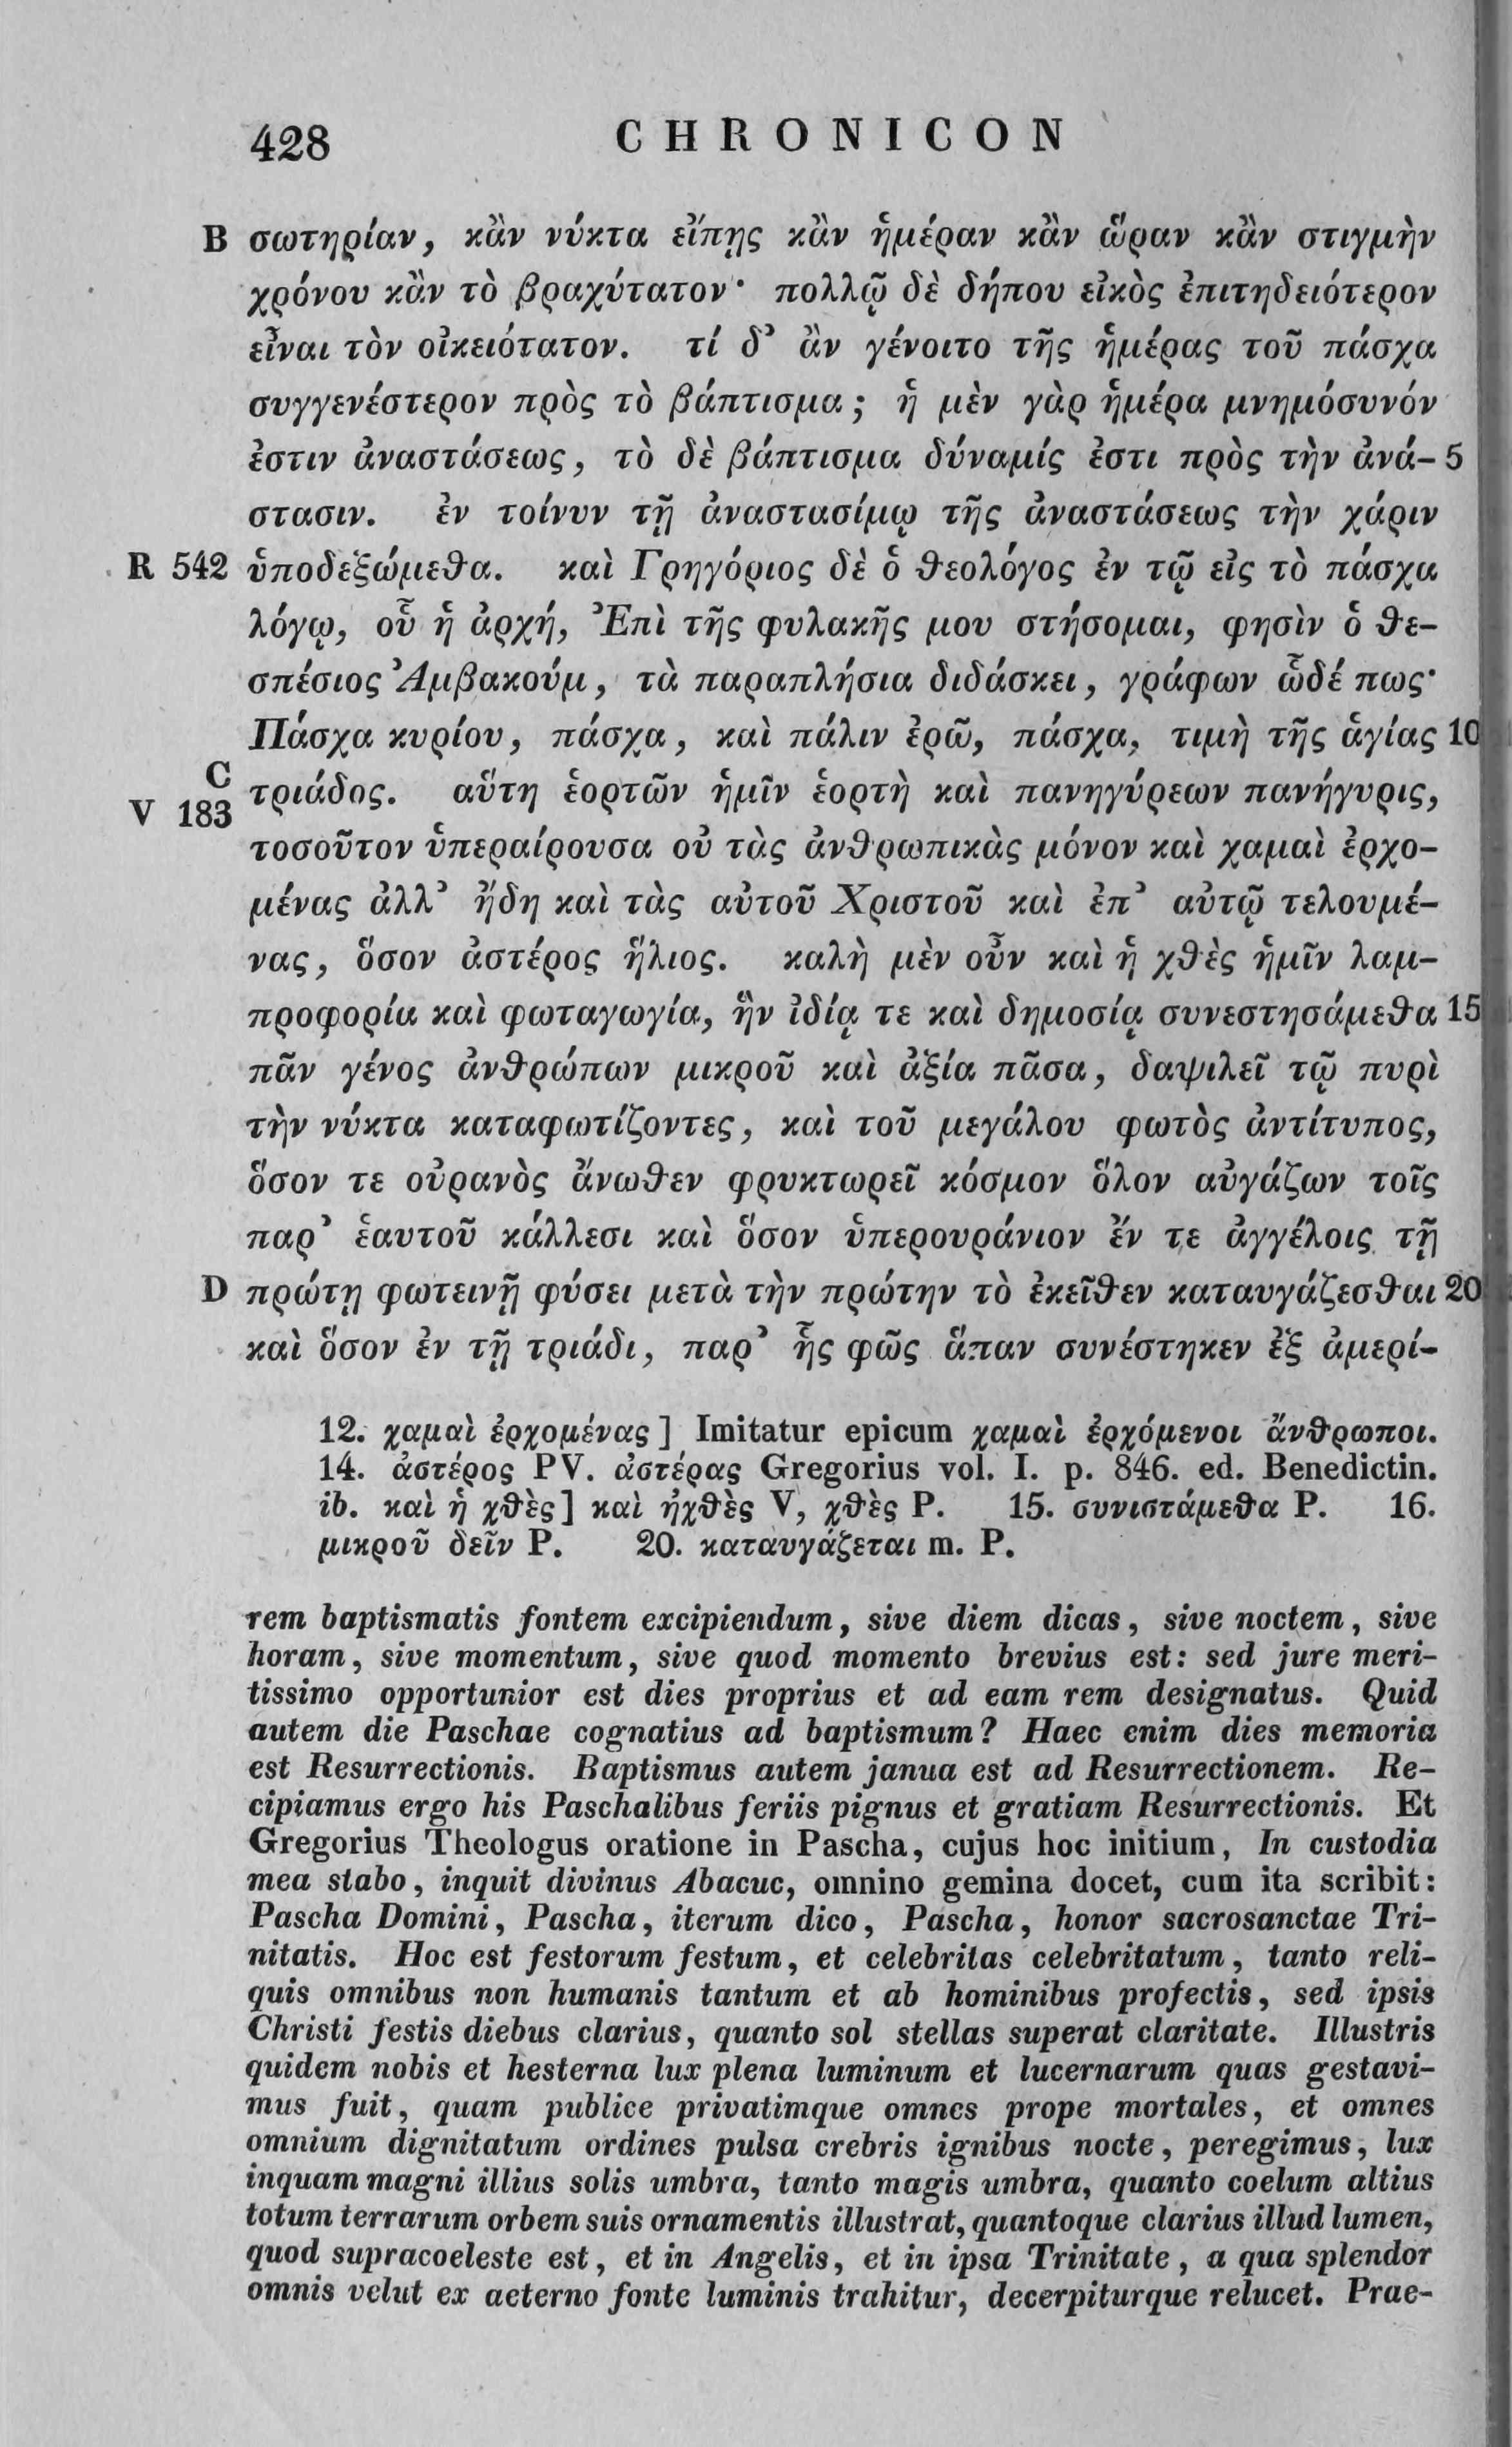 428 CHRONICON
B σωτηρίαν, κἂν νύκτα εἴπῃς κἂν ἡμέραν κἂν ὥραν κἂν στιγμὴν
χρόνου κἂν τὸ βραχύτατον· πολλῷ δὲ δήπου εἰκὸς ἐπιτηδειότερον
εἶναι τὸν οἰκειότατον. τί δ’ ἂν γένοιτο τῆς ἡμέρας τοῦ πάσχα
συγγενέστερον πρὸς τὸ βάπτισμα; ἡ μὲν γὰρ ἡμέρα μνημόσυνόν
ἐστιν ἀναστάσεως, τὸ δὲ βάπτισμα δύναμίς ἐστι πρὸς τὴν ἀνά- 5
στασιν. ἐν τοίνυν τῇ ἀναστασίμῳ τῆς ἀναστάσεως τὴν χάριν
R 542 ὑποδεξώμεθα. καὶ Γρηγόριος δὲ ὁ θεολόγος ἐν τῷ εἰς τὸ πάσχα
λόγῳ, οὗ ἡ ἀρχή, Ἐπὶ τῆς φυλακῆς μου στήσομαι, φησὶν ὁ θε-
σπέσιος Ἀμβακούμ, τὰ παραπλήσια διδάσκει, γράφων ὧδέ πως·
Πάσχα κυρίου, πάσχα, καὶ πάλιν ἐρῶ, πάσχα, τιμὴ τῆς ἁγίας 10
C V 183 τριάδος. αὕτη ἑορτῶν ἡμῖν ἑορτὴ καὶ πανηγύρεων πανήγυρις,
τοσοῦτον ὑπεραίρουσα οὐ τὰς ἀνθρωπικὰς μόνον καὶ χαμαὶ ἐρχο-
μένας ἀλλ’ ἤδη καὶ τὰς αὐτοῦ Χριστοῦ καὶ ἐπ’ αὐτῷ τελουμέ-
νας, ὅσον ἀστέρος ἥλιος. καλὴ μὲν οὖν καὶ ἡ χθὲς ἡμῖν λαμ-
προφορία καὶ φωταγωγία, ἣν ἰδίᾳ τε καὶ δημοσίᾳ συνεστησάμεθα 15
πᾶν γένος ἀνθρώπων μικροῦ καὶ ἀξία πᾶσα, δαψιλεῖ τῷ πυρὶ
τὴν νύκτα καταφωτίζοντες, καὶ τοῦ μεγάλου φωτὸς ἀντίτυπος,
ὅσον τε οὐρανὸς ἄνωθεν φρυκτωρεῖ κόσμον ὅλον αὐγάζων τοῖς
παρ’ ἑαυτοῦ κάλλεσι καὶ ὅσον ὑπερουράνιον ἔν τε ἀγγέλοις τῇ
D πρώτῃ φωτεινῇ φύσει μετὰ τὴν πρώτην τὸ ἐκεῖθεν καταυγάζεσθαι 20
καὶ ὅσον ἐν τῇ τριάδι, παρ’ ἧς φῶς ἅπαν συνέστηκεν ἐξ ἀμερί-
12. χαμαὶ ἐρχομένας] Imitatur epicum χαμαὶ ἐρχόμενοι ἄνθρωποι.
14. ἀστέρος PV. ἀστέρας Gregorius vol. I. p. 846. ed. Benedictin.
ib. καὶ ἡ χθὲς] καὶ ἠχθὲς V, χθὲς P. 15. συνιστάμεθα P. 16.
μικροῦ δεῖν P. 20. καταυγάζεται m. P.
rem baptismatis fontem excipiendum, sive diem dicas, sive noctem, sive
horam, sive momentum, sive quod momento brevius est: sed jure meri-
tissimo opportunior est dies proprius et ad eam rem designatus. Quid
autem die Paschae cognatius ad baptismum? Haec enim dies memoria
est Resurrectionis. Baptismus autem janua est ad Resurrectionem. Re-
cipiamus ergo his Paschalibus feriis pignus et gratiam Resurrectionis. Et
Gregorius Theologus oratione in Pascha, cujus hoc initium, In custodia
mea stabo, inquit divinus Abacuc, omnino gemina docet, cum ita scribit:
Pascha Domini, Pascha, iterum dico, Pascha, honor sacrosanctae Tri-
nitatis. Hoc est festorum festum, et celebritas celebritatum, tanto reli-
quis omnibus non humanis tantum et ab hominibus profectis, sed ipsis
Christi festis diebus clarius, quanto sol stellas superat claritate. Illustris
quidem nobis et hesterna lux plena luminum et lucernarum quas gestavi-
mus fuit, quam publice privatimque omnes prope mortales, et omnes
omnium dignitatum ordines pulsa crebris ignibus nocte, peregimus, lux
inquam magni illius solis umbra, tanto magis umbra, quanto coelum altius
totum terrarum orbem suis ornamentis illustrat, quantoque clarius illud lumen,
quod supracoeleste est, et in Angelis, et in ipsa Trinitate, a qua splendor
omnis velut ex aeterno fonte luminis trahitur, decerpiturque relucet. Prae-